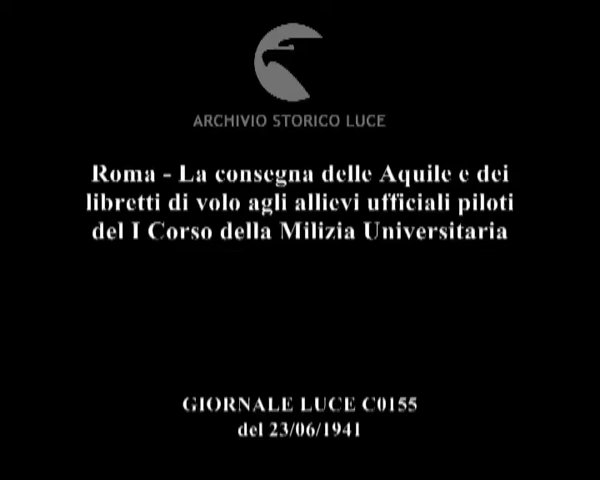 ARCHIVIO STORICO LUCE
Roma - La consegna delle Aquile e dei
libretti di volo agli allievi ufficiali piloti
del I Corso della Milizia Universitaria
GIORNALE LUCE C0155
del 23/06/1941